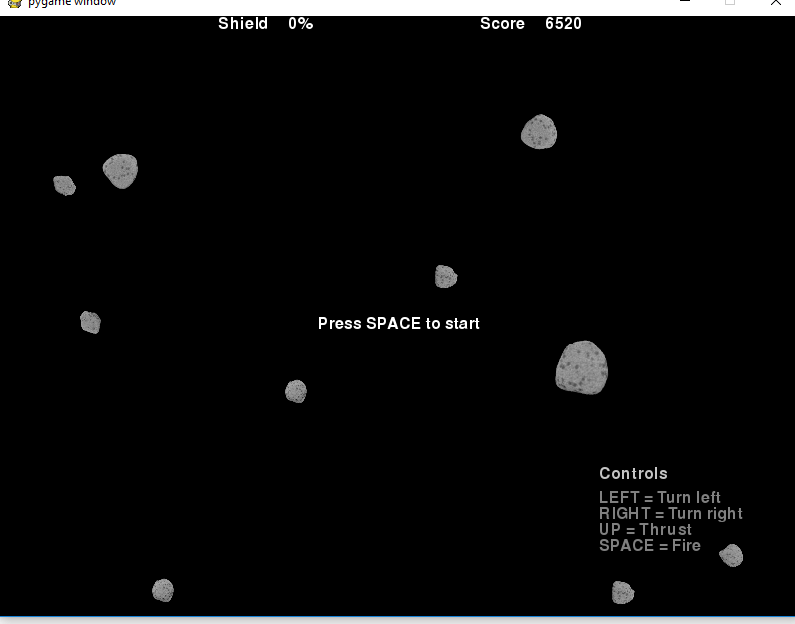 pygame window
Shield 0% Score 6520
Press SPACE to start
Controls
LEFT = Turn left
RIGHT = Turn right
UP = Thrust
SPACE = Fire